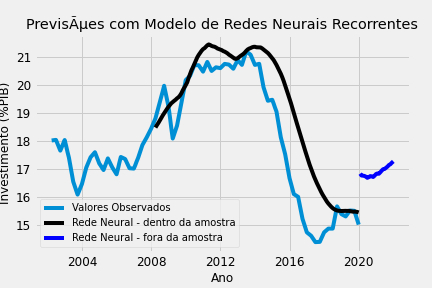 PrevisÃµes com Modelo de Redes Neurais Recorrentes
Investimento (%PIB)
21
20
19
18
17
16
15
Valores Observados
Rede Neural - dentro da amostra
Rede Neural - fora da amostra
2004
2008
2012
2016
2020
Ano